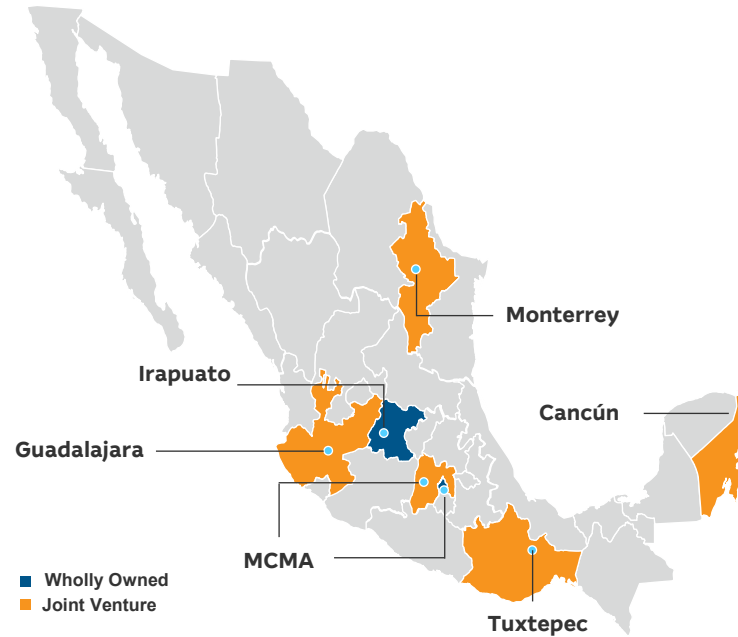 Monterrey
Irapuato
Cancún
Guadalajara
MCMA
Wholly Owned
Joint Venture
Tuxtepec